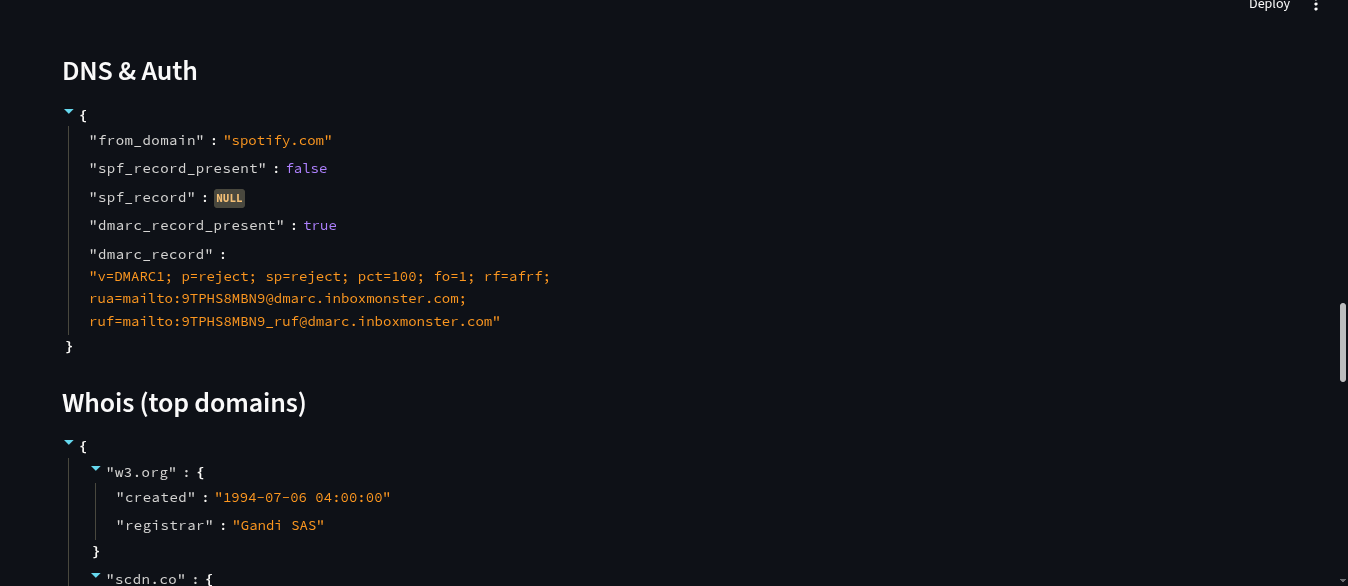 Deploy
DNS & Auth
{
"from_domain" : "spotify.com"
"spf_record_present" : false
"spf_record" : NULL
"dmarc_record_present" : true
"dmarc_record" :
"v=DMARC1; p=reject; sp=reject; pct=100; fo=1; rf=afrf;
rua=mailto:9TPHS8MBN9@dmarc.inboxmonster.com;
ruf=mailto:9TPHS8MBN9_ruf@dmarc.inboxmonster.com"
}
Whois (top domains)
{
"w3.org" : {
"created" : "1994-07-06 04:00:00"
"registrar" : "Gandi SAS"
}
"scdn.co" : {